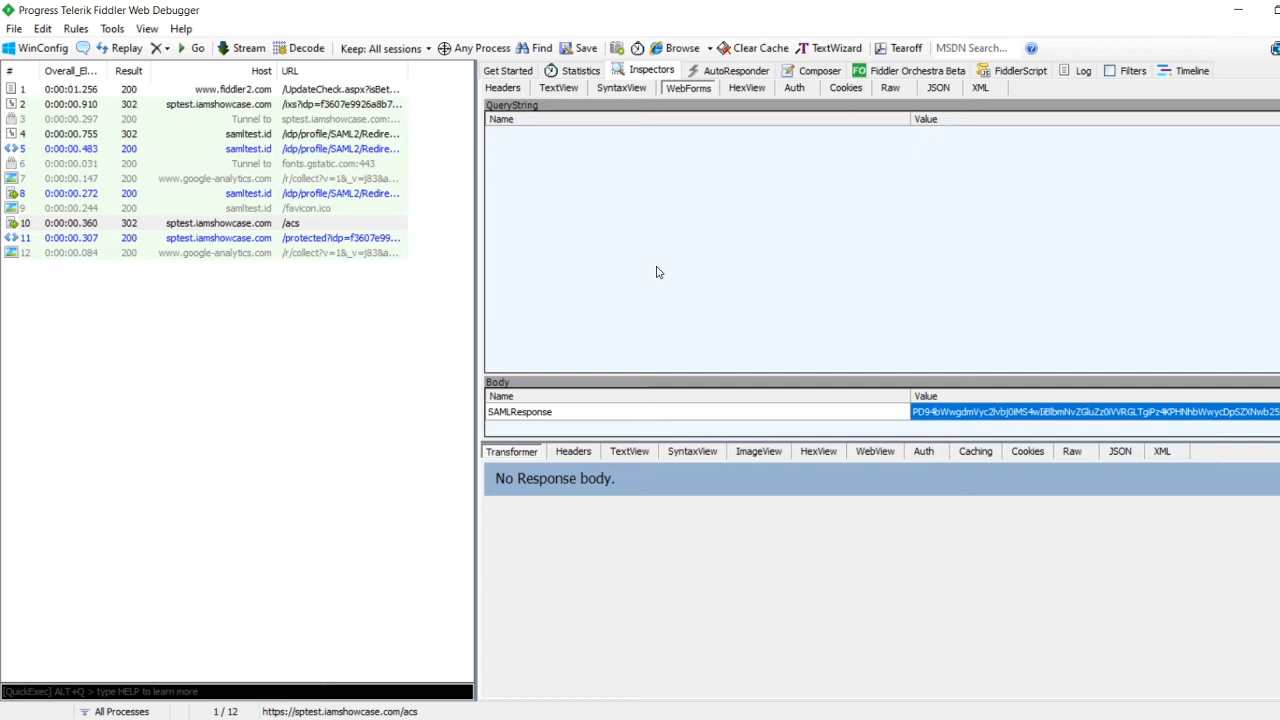 Progress Telerik Fiddler Web Debugger
File Edit Rules Tools View Help
WinConfig Replay Go Stream Decode Keep: All sessions Any Process Find Save Browse Clear Cache TextWizard Tearoff MSDN Search...
# Overall_El... Result Host URL
1 0:00:01.256 200 www.fiddler2.com /UpdateCheck.aspx?isBet...
2 0:00:00.910 302 sptest.iamshowcase.com /ixs?idp=f3607e9926a8b7...
3 0:00:00.297 200 Tunnel to sptest.iamshowcase.com:...
4 0:00:00.755 302 samltest.id /idp/profile/SAML2/Redire...
5 0:00:00.483 200 samltest.id /idp/profile/SAML2/Redire...
6 0:00:00.031 200 Tunnel to fonts.gstatic.com:443
7 0:00:00.147 200 www.google-analytics.com /r/collect?v=1&_v=j83&a...
8 0:00:00.272 200 samltest.id /idp/profile/SAML2/Redire...
9 0:00:00.244 200 samltest.id /favicon.ico
10 0:00:00.360 302 sptest.iamshowcase.com /acs
11 0:00:00.307 200 sptest.iamshowcase.com /protected?idp=f3607e99...
12 0:00:00.084 200 www.google-analytics.com /r/collect?v=1&_v=j83&a...
[QuickExec] ALT+Q > type HELP to learn more
All Processes 1 / 12 https://sptest.iamshowcase.com/acs
Get Started Statistics Inspectors AutoResponder Composer FO Fiddler Orchestra Beta FiddlerScript Log Filters Timeline
Headers TextView SyntaxView WebForms HexView Auth Cookies Raw JSON XML
QueryString
Name Value
Body
Name Value
SAMLResponse
Transformer Headers TextView SyntaxView ImageView HexView WebView Auth Caching Cookies Raw JSON XML
No Response body.